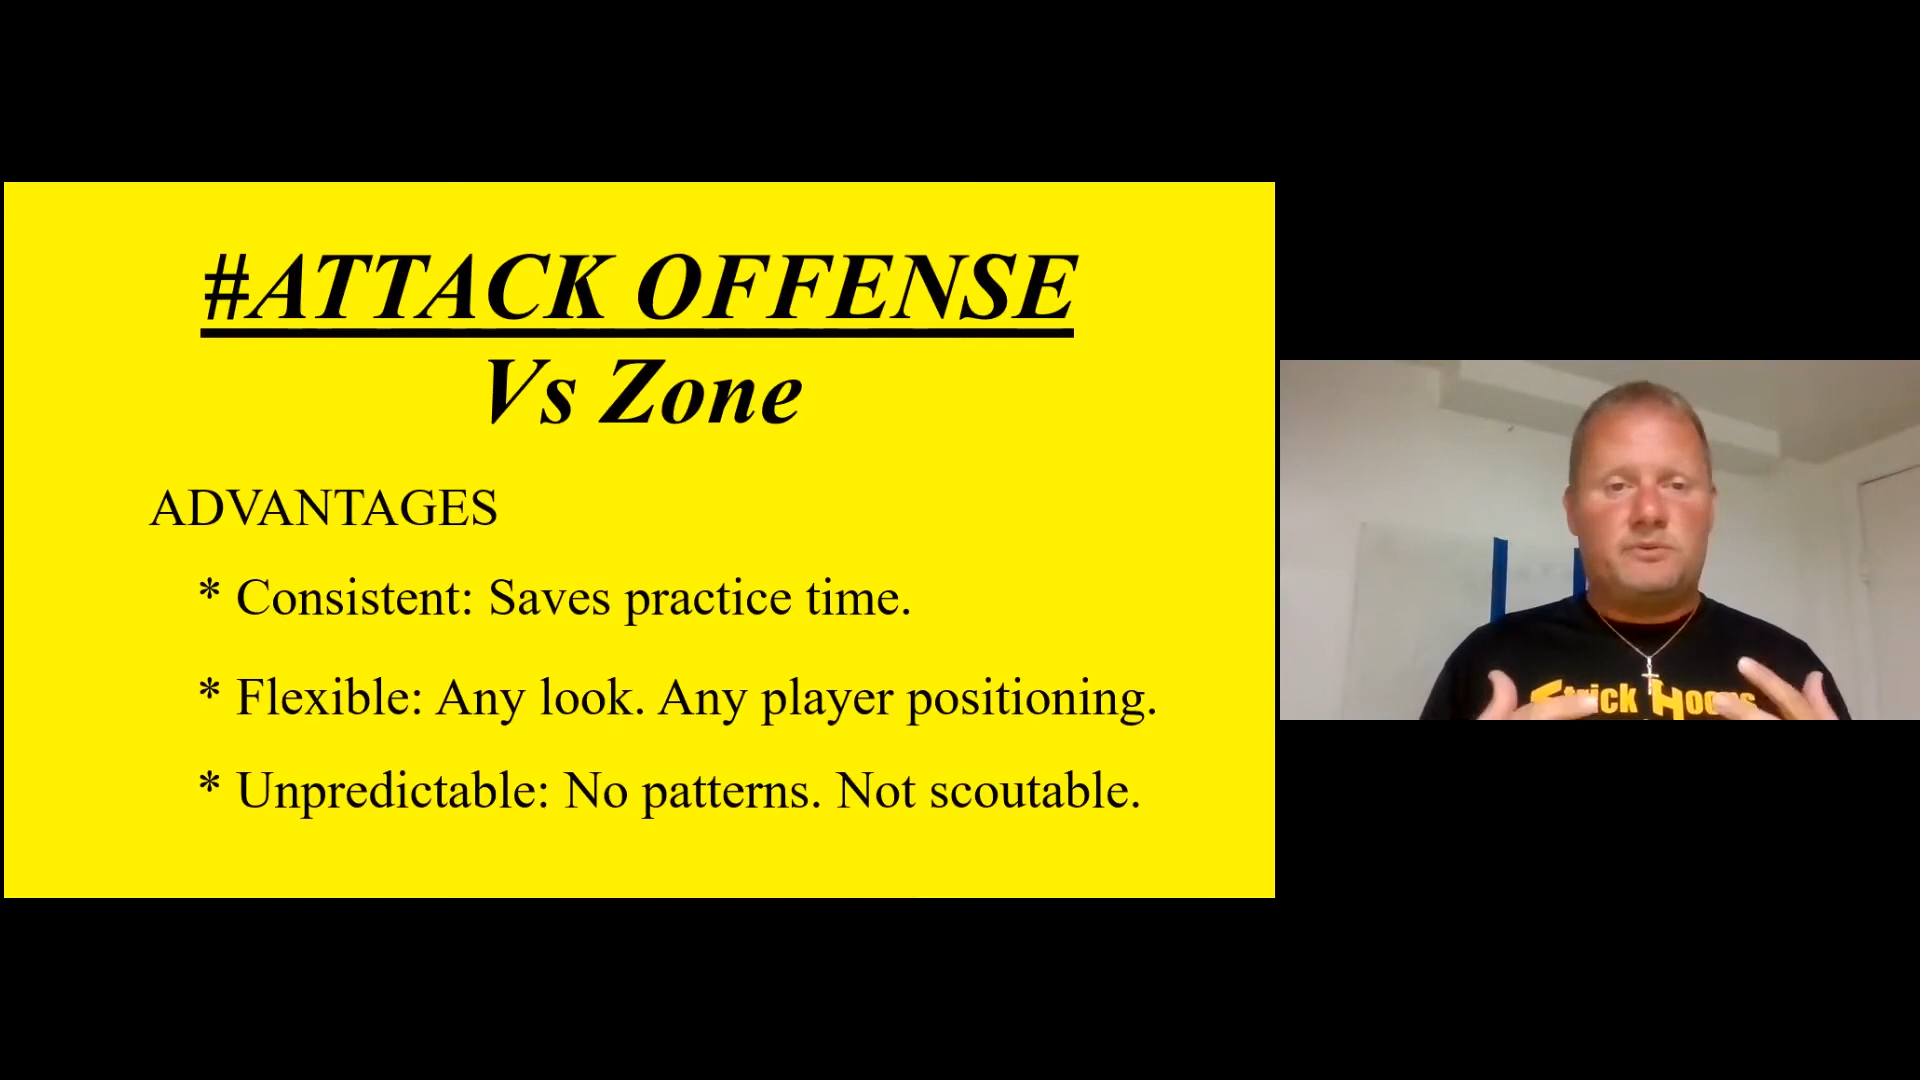 #ATTACK OFFENSE
Vs Zone
ADVANTAGES
* Consistent: Saves practice time.
* Flexible: Any look. Any player positioning.
* Unpredictable: No patterns. Not scoutable.